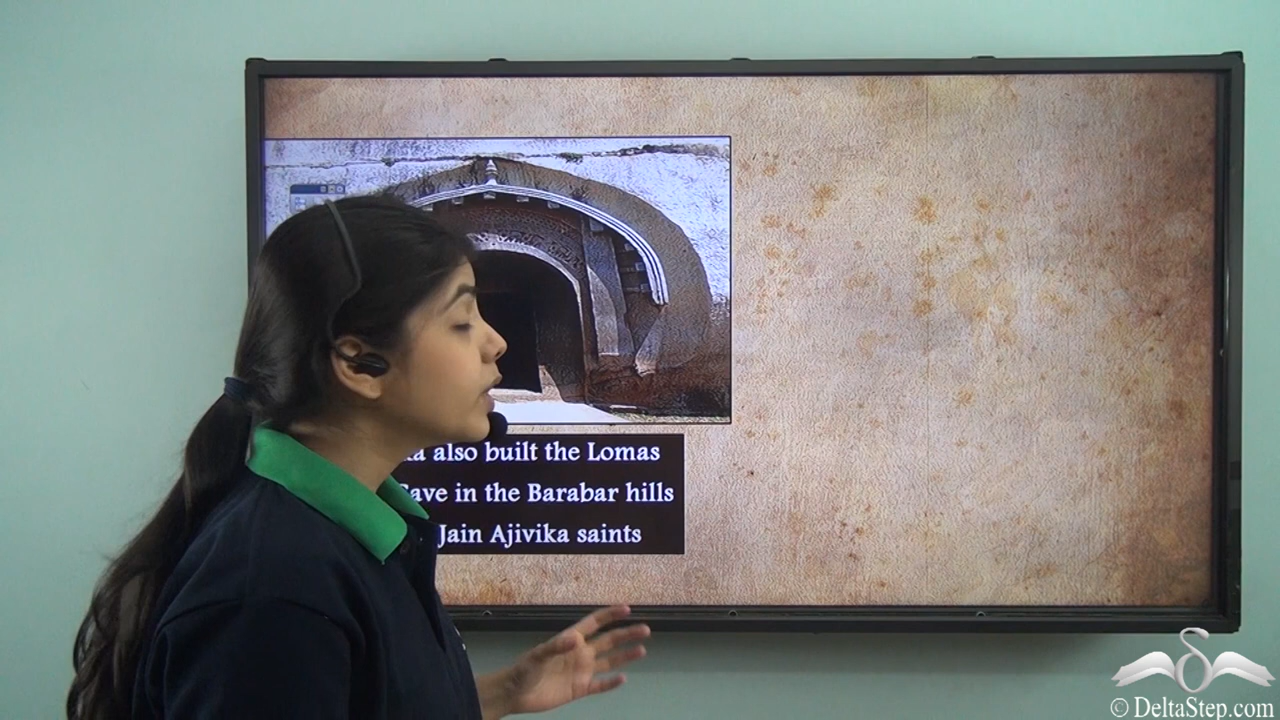 also built the Lomas
Cave in the Barabar hills
Jain Ajivika saints
© DeltaStep.com